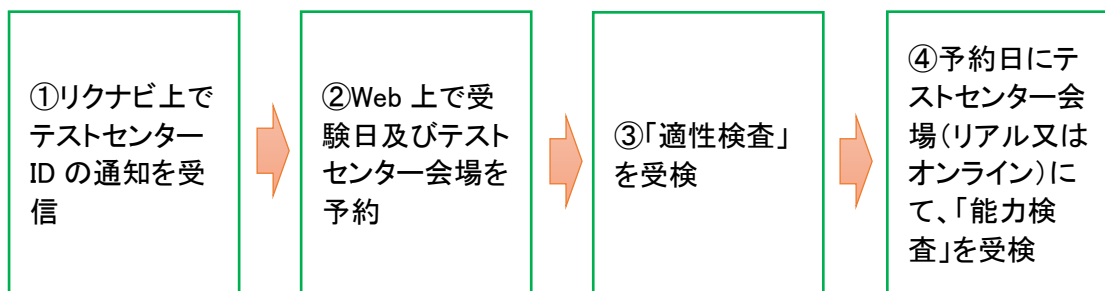 ①リクナビ上で
テストセンター
ID の通知を受
信
②Web 上で受
験日及びテスト
センター会場を
予約
③「適性検査」
を受検
④予約日にテ
ストセンター会
場(リアル又は
オンライン)に
て、「能力検
査」を受検